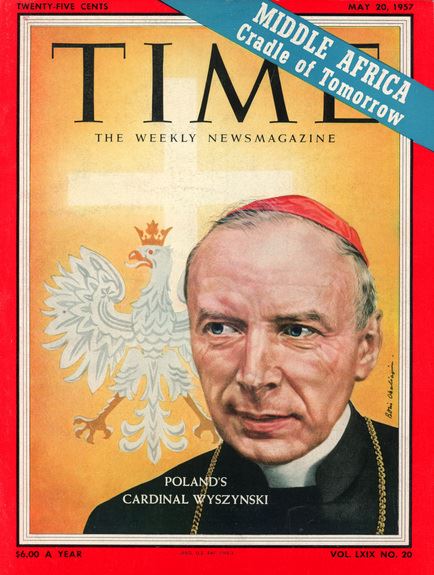 TWENTY-FIVE CENTS
MAY 20, 1957
MIDDLE AFRICA
Cradle of Tomorrow
TIME
THE WEEKLY NEWSMAGAZINE
POLAND'S
CARDINAL WYSZYNSKI
$6.00 A YEAR
VOL. LXIX NO. 20